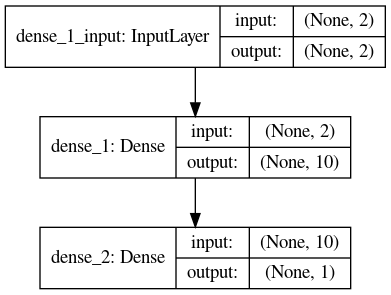 dense_1_input: InputLayer
input: (None, 2)
output: (None, 2)
dense_1: Dense
input: (None, 2)
output: (None, 10)
dense_2: Dense
input: (None, 10)
output: (None, 1)